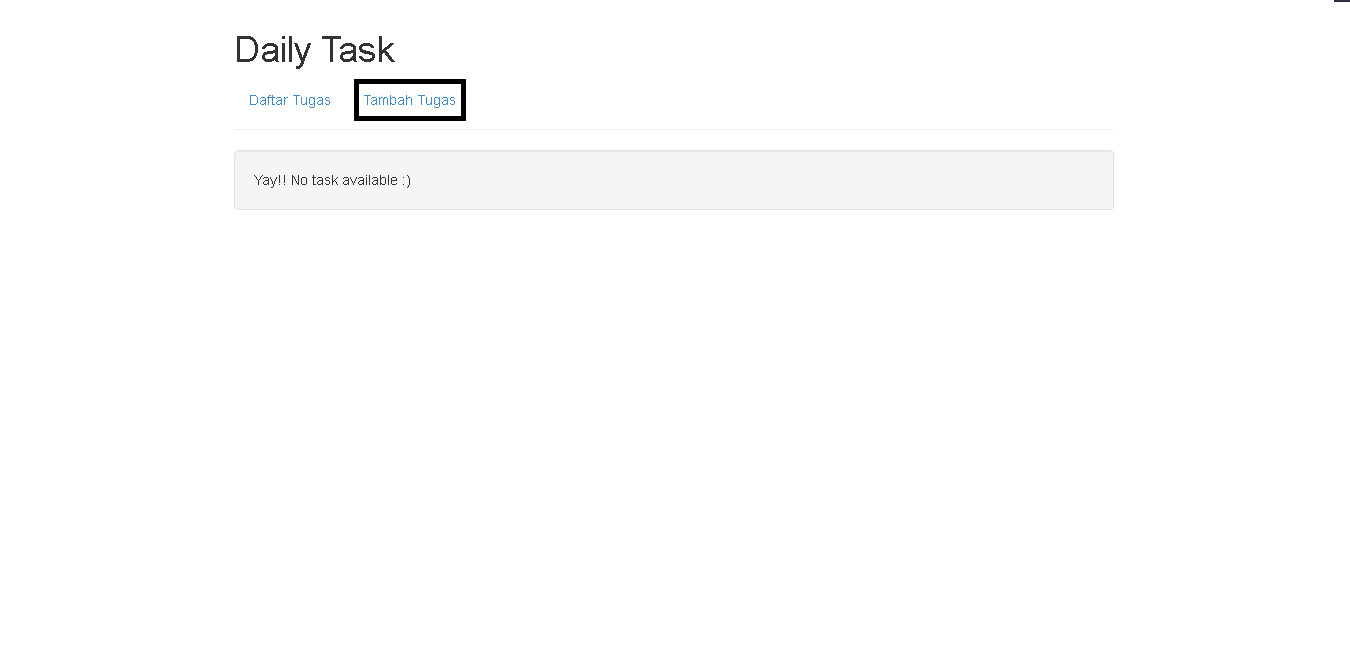 Daily Task
Daftar Tugas Tambah Tugas
Yay!! No task available :)